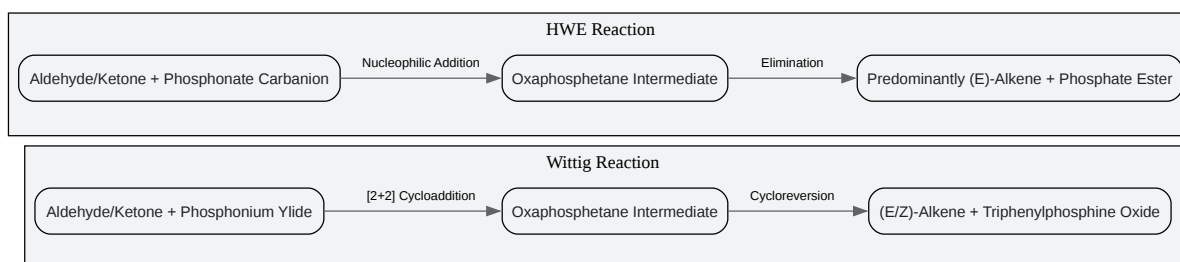 HWE Reaction
Aldehyde/Ketone + Phosphonate Carbanion
Nucleophilic Addition
Oxaphosphetane Intermediate
Elimination
Predominantly (E)-Alkene + Phosphate Ester
Wittig Reaction
Aldehyde/Ketone + Phosphonium Ylide
[2+2] Cycloaddition
Oxaphosphetane Intermediate
Cycloreversion
(E/Z)-Alkene + Triphenylphosphine Oxide